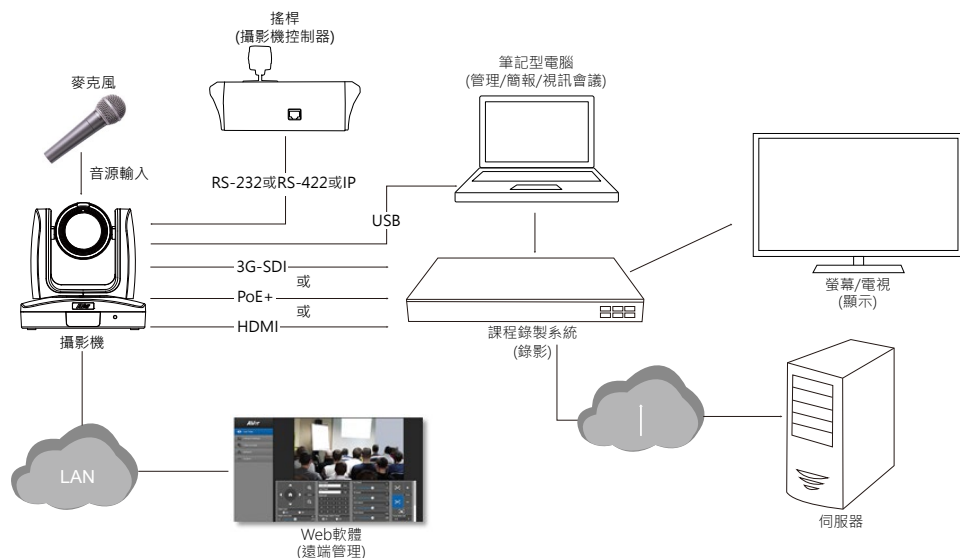 搖桿
(攝影機控制器)
筆記型電腦
(管理/簡報/視訊會議)
麥克風
音源輸入
RS-232或RS-422或IP
USB
3G-SDI
或
PoE+
或
HDMI
攝影機
課程錄製系統
(錄影)
螢幕/電視
(顯示)
LAN
AVer
Web軟體
(遠端管理)
伺服器